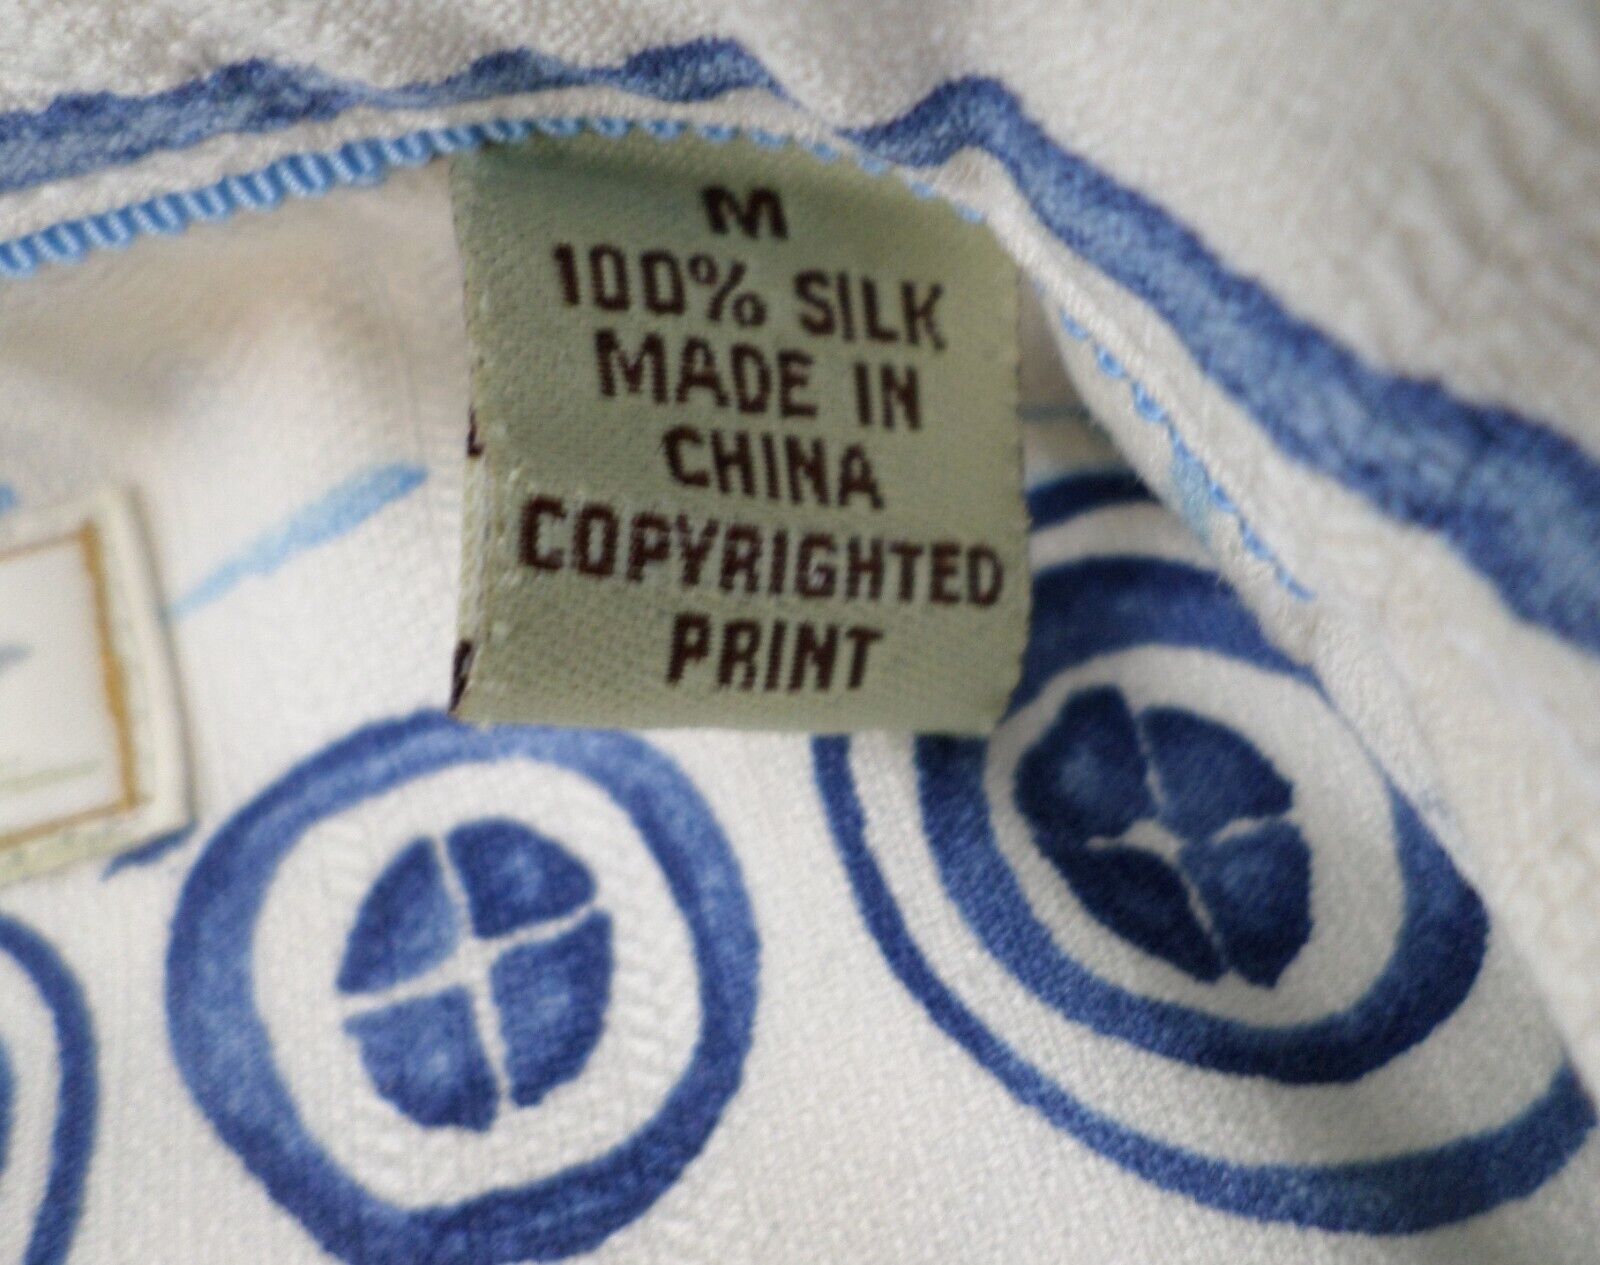 M
100% SILK
MADE IN
CHINA
COPYRIGHTED
PRINT